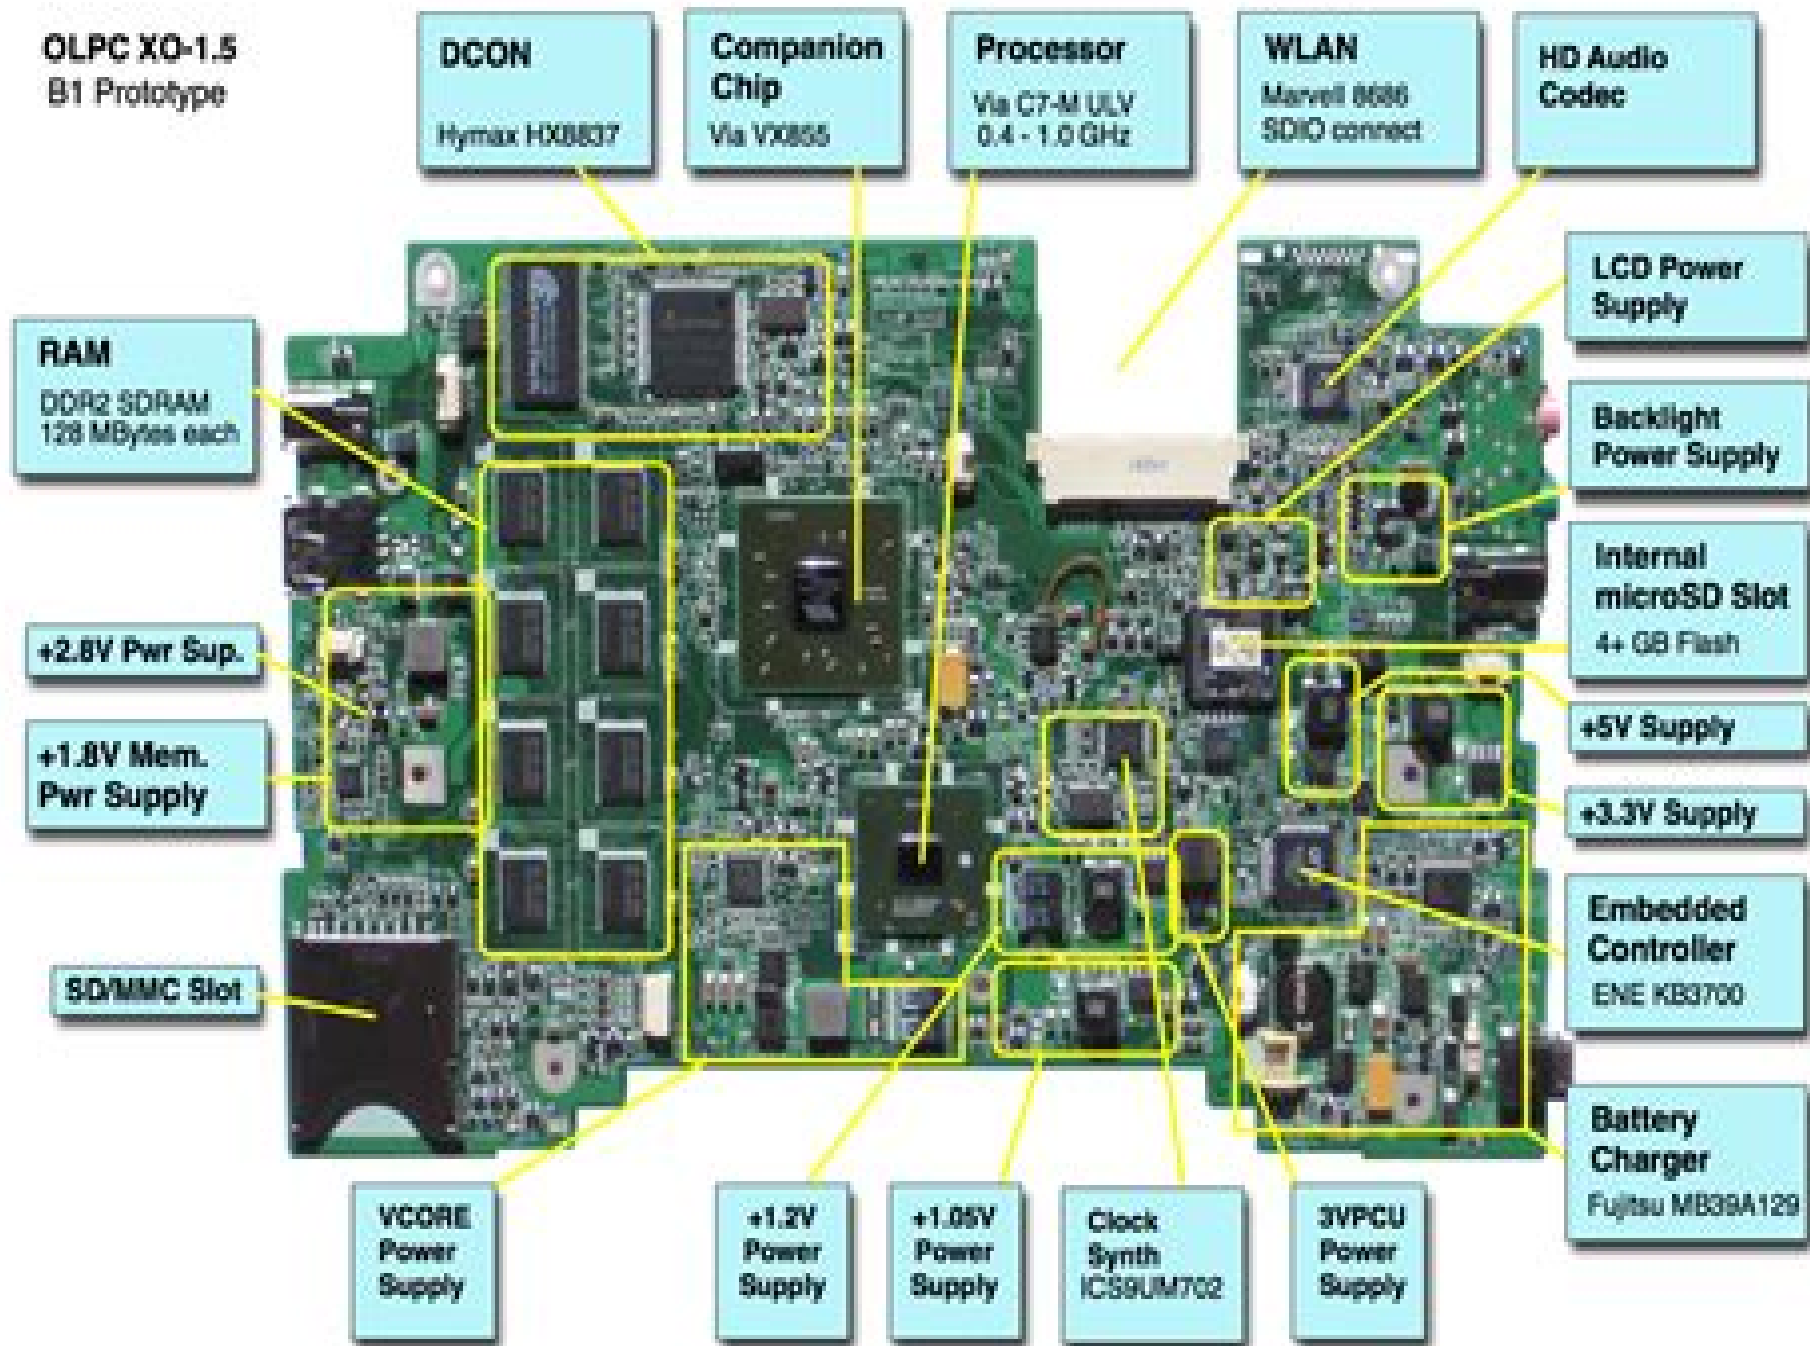 OLPC XO-1.5
B1 Prototype
DCON
Hymax HX8837
Companion
Chip
Via VX855
Processor
Via C7-M ULV
0.4 - 1.0 GHz
WLAN
Marvell 8686
SDIO connect
HD Audio
Codec
LCD Power
Supply
RAM
DDR2 SDRAM
128 MBytes each
Backlight
Power Supply
Internal
microSD Slot
4+ GB Flash
+2.8V Pwr Sup.
+5V Supply
+1.8V Mem.
Pwr Supply
+3.3V Supply
Embedded
Controller
ENE KB3700
SD/MMC Slot
Battery
Charger
Fujitsu MB39A129
VCORE
Power
Supply
+1.2V
Power
Supply
+1.05V
Power
Supply
Clock
Synth
ICS9UM702
3VPCU
Power
Supply